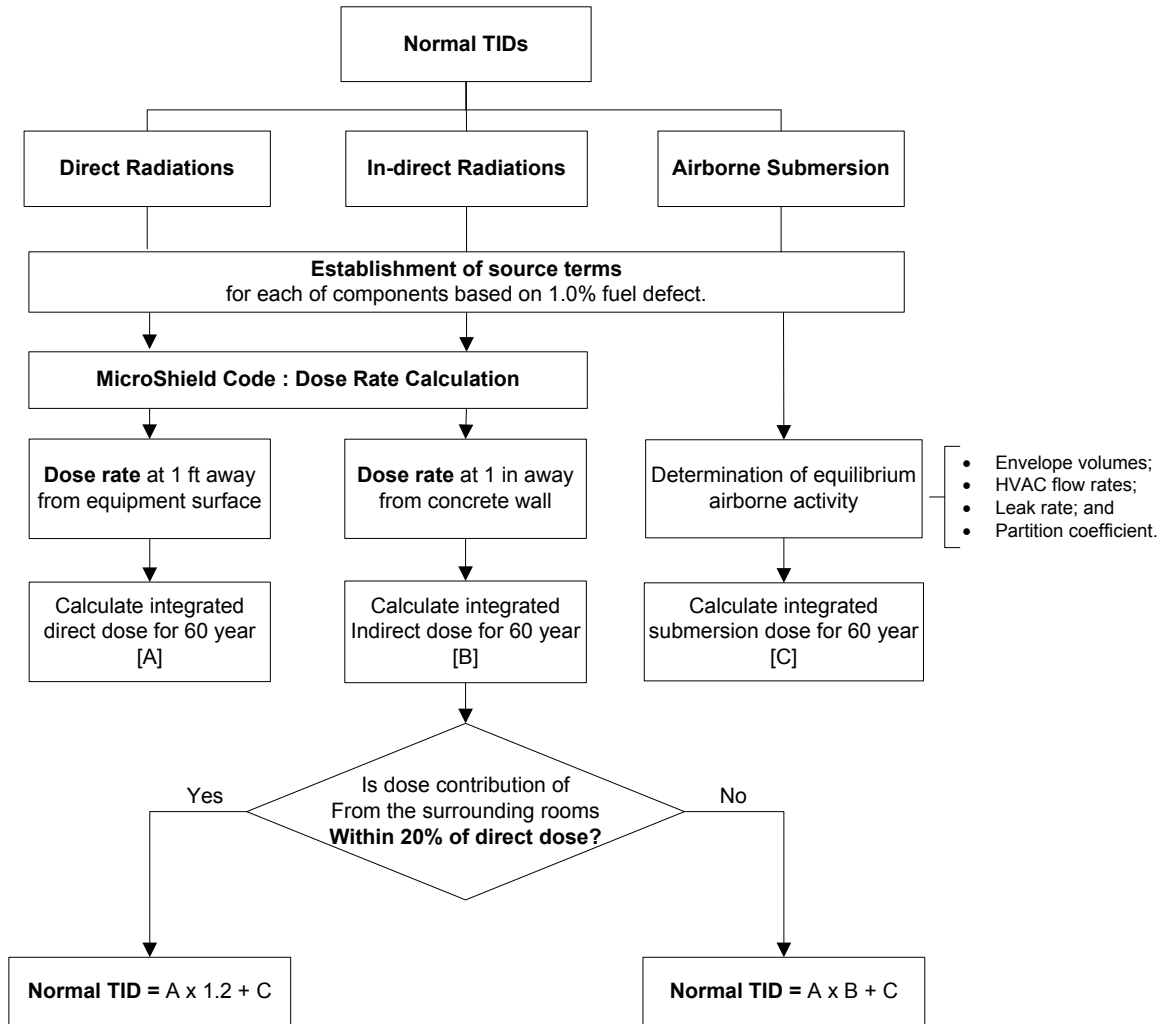 Normal TIDs
Direct Radiations
In-direct Radiations
Airborne Submersion
Establishment of source terms
for each of components based on 1.0% fuel defect.
MicroShield Code : Dose Rate Calculation
Dose rate at 1 ft away
from equipment surface
Dose rate at 1 in away
from concrete wall
Determination of equilibrium
airborne activity
• Envelope volumes;
• HVAC flow rates;
• Leak rate; and
• Partition coefficient.
Calculate integrated
direct dose for 60 year
[A]
Calculate integrated
Indirect dose for 60 year
[B]
Calculate integrated
submersion dose for 60 year
[C]
Is dose contribution of
From the surrounding rooms
Within 20% of direct dose?
Yes
No
Normal TID = A x 1.2 + C
Normal TID = A x B + C